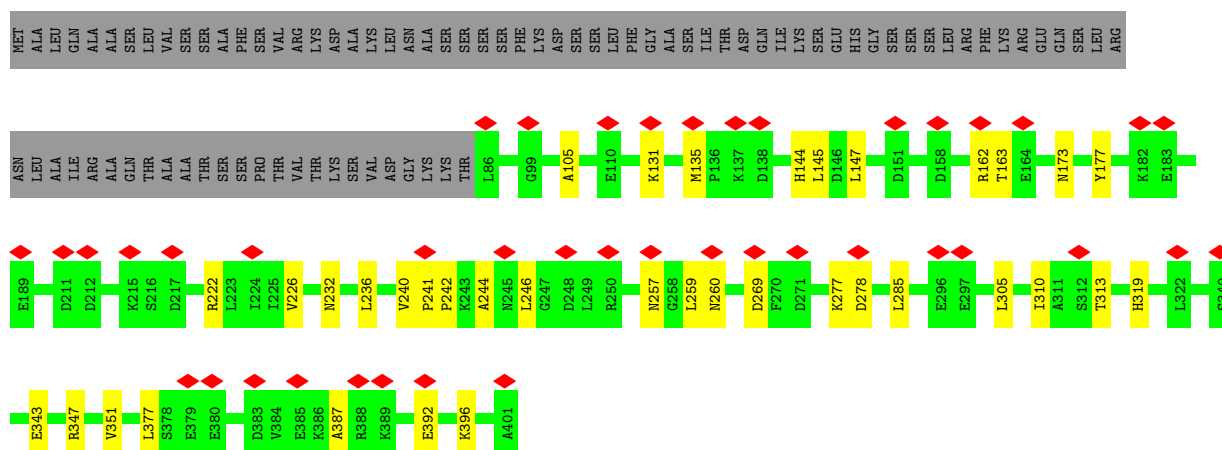 MET ALA LEU GLN ALA ALA SER LEU VAL SER SER ALA PHE SER VAL ARG LYS ASP ALA LYS LEU ASN ALA SER SER SER SER PHE LYS ASP SER SER LEU PHE GLY ALA SER ILE THR ASP GLN ILE LYS SER GLU HIS GLY SER SER SER LEU ARG PHE LYS ARG GLU GLN SER LEU ARG
ASN LEU ALA ILE ARG ALA GLN THR ALA ALA THR SER SER PRO THR VAL THR LYS SER VAL ASP GLY LYS LYS THR L86 G99 A105 E110 K131 M135 P136 K137 D138 H144 L145 D146 L147 D151 D158 R162 T163 E164 N173 Y177 K182 E183
E189 D211 D212 K215 S216 D217 R222 L223 I224 I225 V226 N232 L236 V240 P241 P242 K243 A244 N245 L246 G247 D248 L249 R250 N257 G258 L259 N260 D269 F270 D271 K277 D278 L285 E296 E297 L305 I310 A311 S312 T313 H319 L322
E343 R347 V351 L377 S378 E379 E380 D383 V384 E385 K386 A387 R388 K389 E392 K396 A401